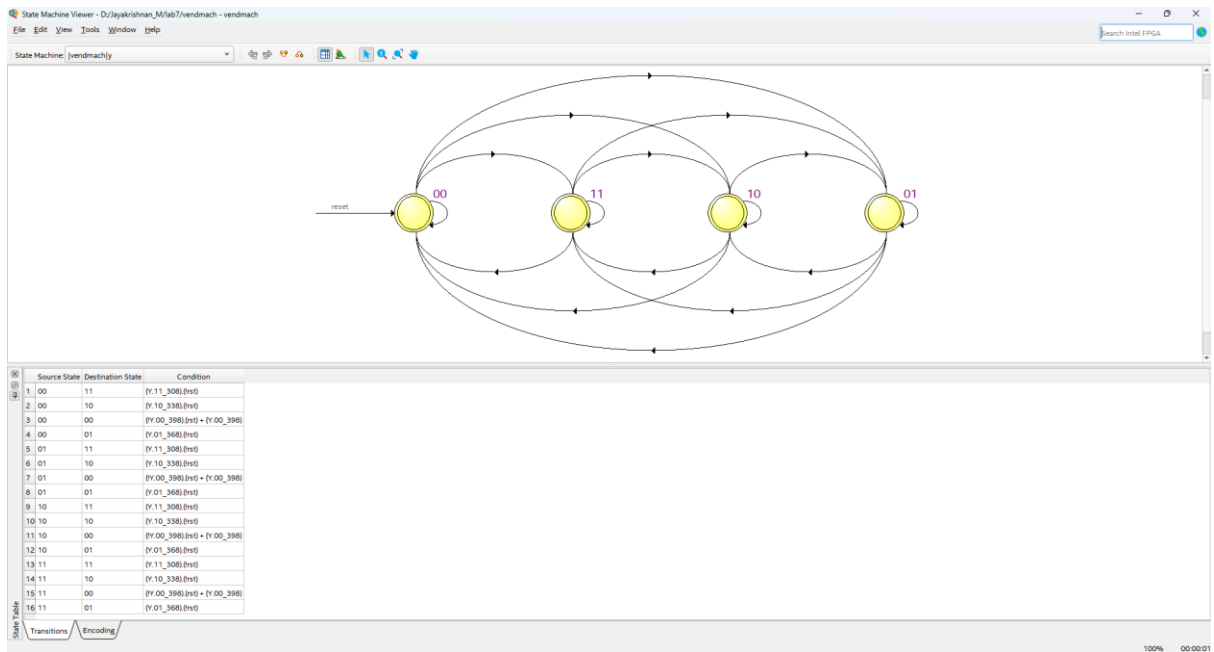 State Machine Viewer - D:/Jayakrishnan_M/lab7/vendmach - vendmach
File Edit View Tools Window Help
Search Intel FPGA
State Machine: |vendmach|y
00 11 10 01
reset
Source State Destination State Condition
1 00 11 (Y.11_308).(!rst)
2 00 10 (Y.10_338).(!rst)
3 00 00 (!Y.00_398).(rst) + (Y.00_398)
4 00 01 (Y.01_368).(!rst)
5 01 11 (Y.11_308).(!rst)
6 01 10 (Y.10_338).(!rst)
7 01 00 (!Y.00_398).(rst) + (Y.00_398)
8 01 01 (Y.01_368).(!rst)
9 10 11 (Y.11_308).(!rst)
10 10 10 (Y.10_338).(!rst)
11 10 00 (!Y.00_398).(rst) + (Y.00_398)
12 10 01 (Y.01_368).(!rst)
13 11 11 (Y.11_308).(!rst)
14 11 10 (Y.10_338).(!rst)
15 11 00 (!Y.00_398).(rst) + (Y.00_398)
16 11 01 (Y.01_368).(!rst)
State Table
Transitions Encoding
100% 00:00:01